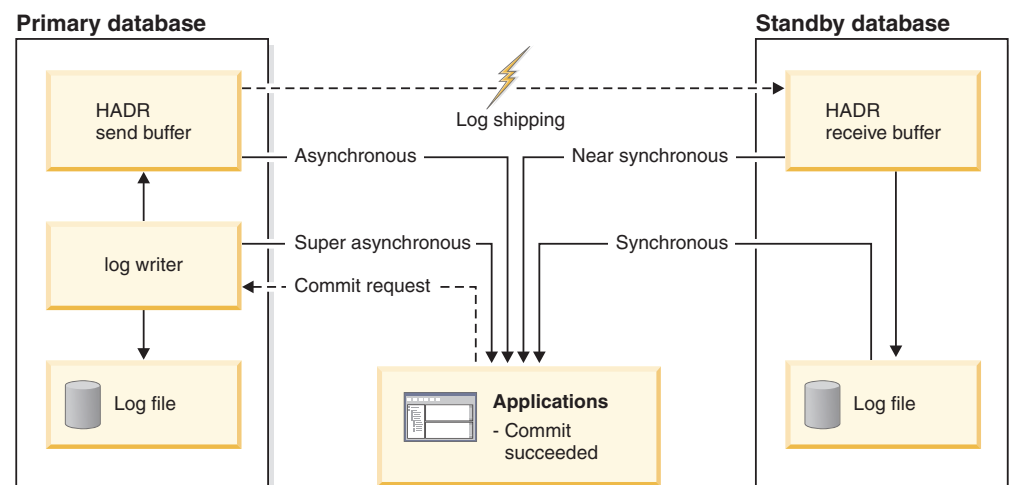 Primary database
Standby database
HADR
send buffer
Log shipping
HADR
receive buffer
Asynchronous
Near synchronous
log writer
Super asynchronous
Synchronous
Commit request
Log file
Applications
- Commit
succeeded
Log file